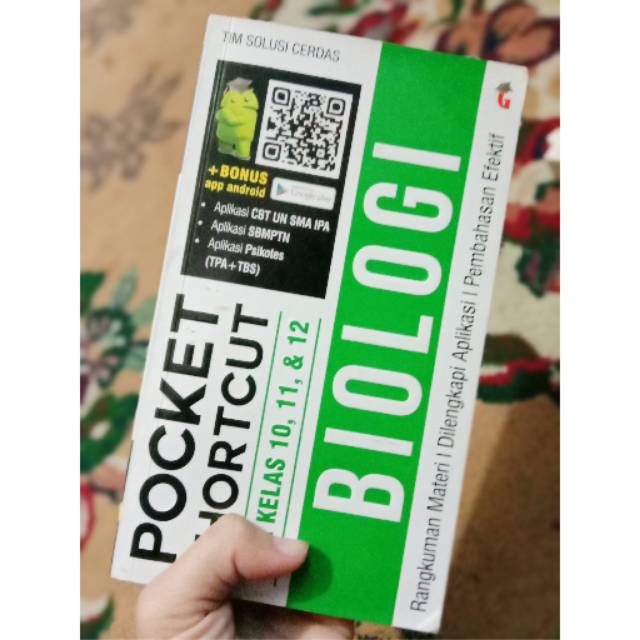 TIM SOLUSI CERDAS
+BONUS
app android
Google play
• Aplikasi CBT UN SMA IPA
• Aplikasi SBMPTN
• Aplikasi Psikotes
(TPA+TBS)
POCKET
HORTCUT
KELAS 10, 11, & 12
BIOLOGI
Rangkuman Materi | Dilengkapi Aplikasi | Pembahasan Efektif